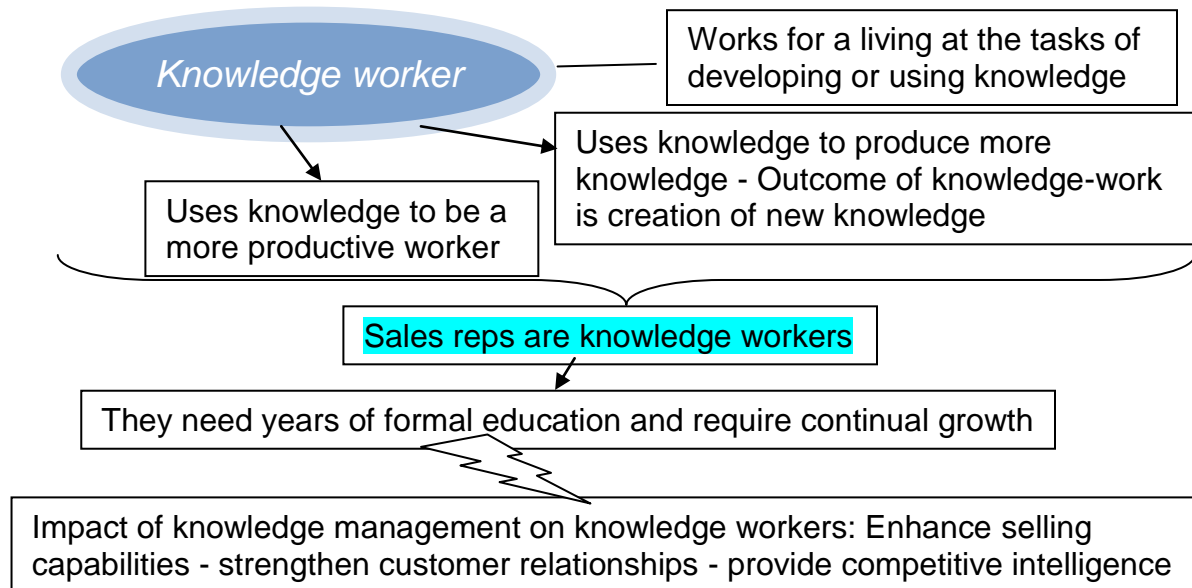 Knowledge worker
Works for a living at the tasks of
developing or using knowledge
Uses knowledge to produce more
knowledge - Outcome of knowledge-work
is creation of new knowledge
Uses knowledge to be a
more productive worker
Sales reps are knowledge workers
They need years of formal education and require continual growth
Impact of knowledge management on knowledge workers: Enhance selling
capabilities - strengthen customer relationships - provide competitive intelligence